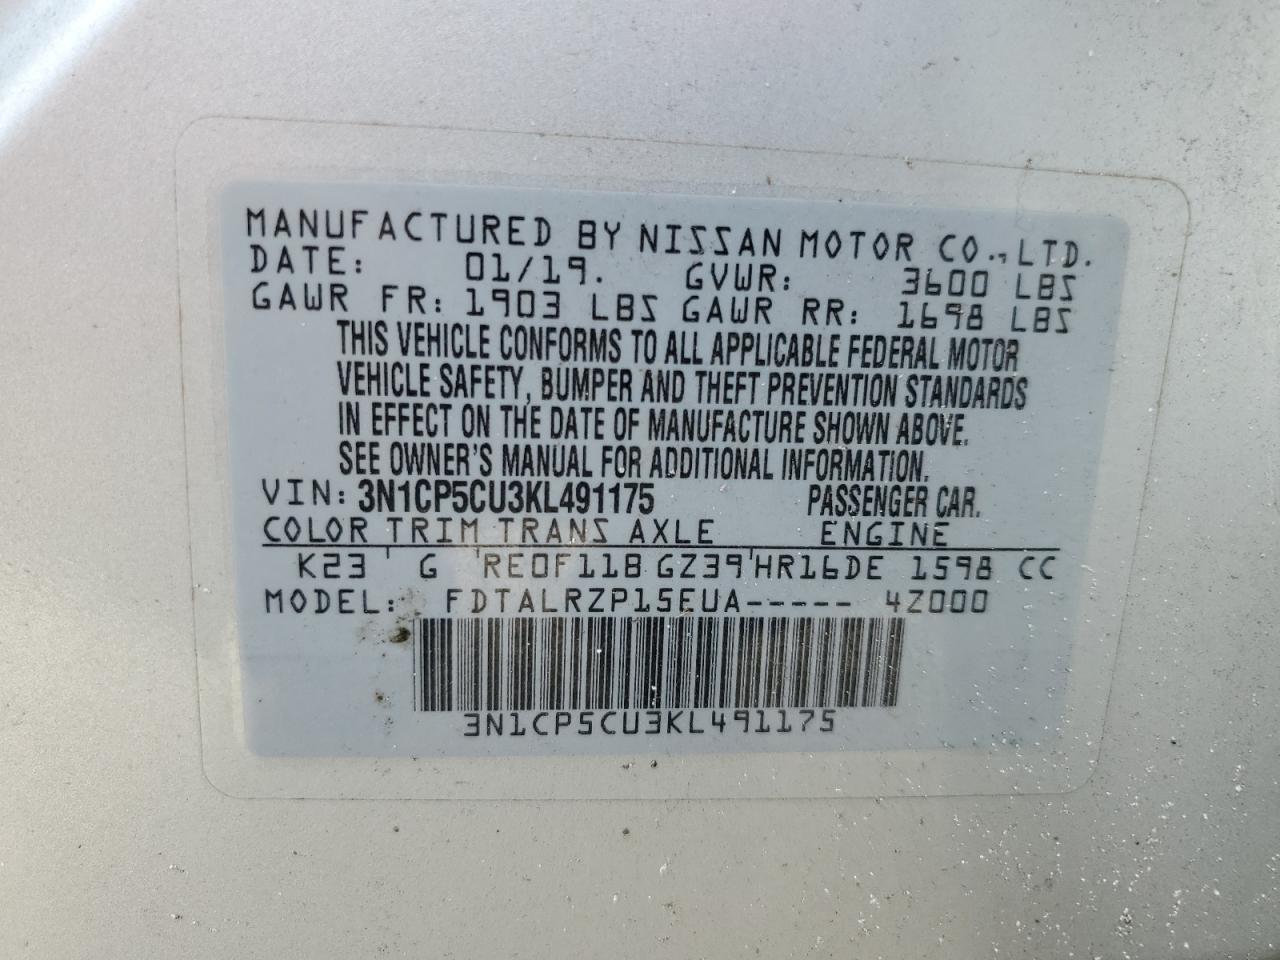 MANUFACTURED BY NISSAN MOTOR CO., LTD.
DATE: 01/19. GVWR: 3600 LBS
GAWR FR: 1903 LBS GAWR RR: 1698 LBS
THIS VEHICLE CONFORMS TO ALL APPLICABLE FEDERAL MOTOR
VEHICLE SAFETY, BUMPER AND THEFT PREVENTION STANDARDS
IN EFFECT ON THE DATE OF MANUFACTURE SHOWN ABOVE.
SEE OWNER'S MANUAL FOR ADDITIONAL INFORMATION.
VIN: 3N1CP5CU3KL491175 PASSENGER CAR.
COLOR TRIM TRANS AXLE ENGINE
K23 G RE0F11B GZ39 HR16DE 1598 CC
MODEL: FDTALRZP15EUA----- 4Z000
3N1CP5CU3KL491175